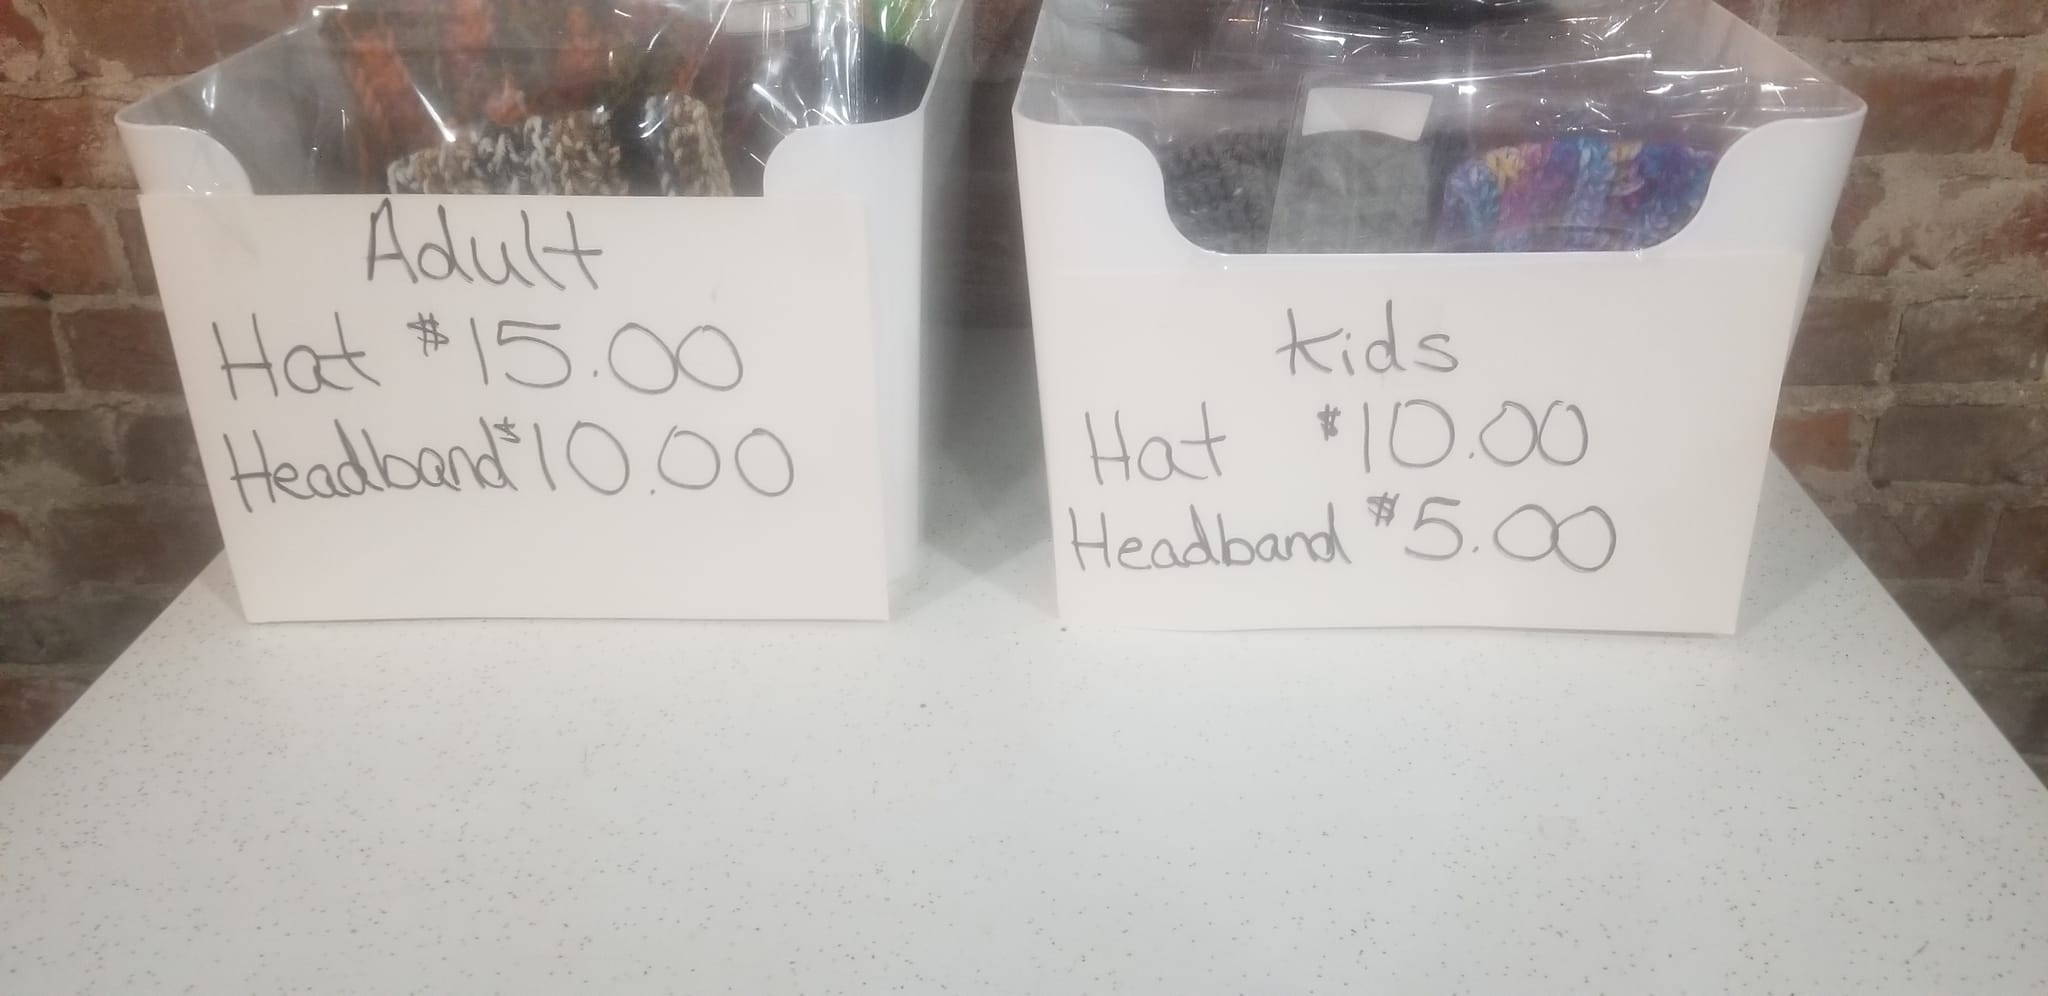 Adult
Hat $15.00
Headband $10.00
Kids
Hat $10.00
Headband $5.00